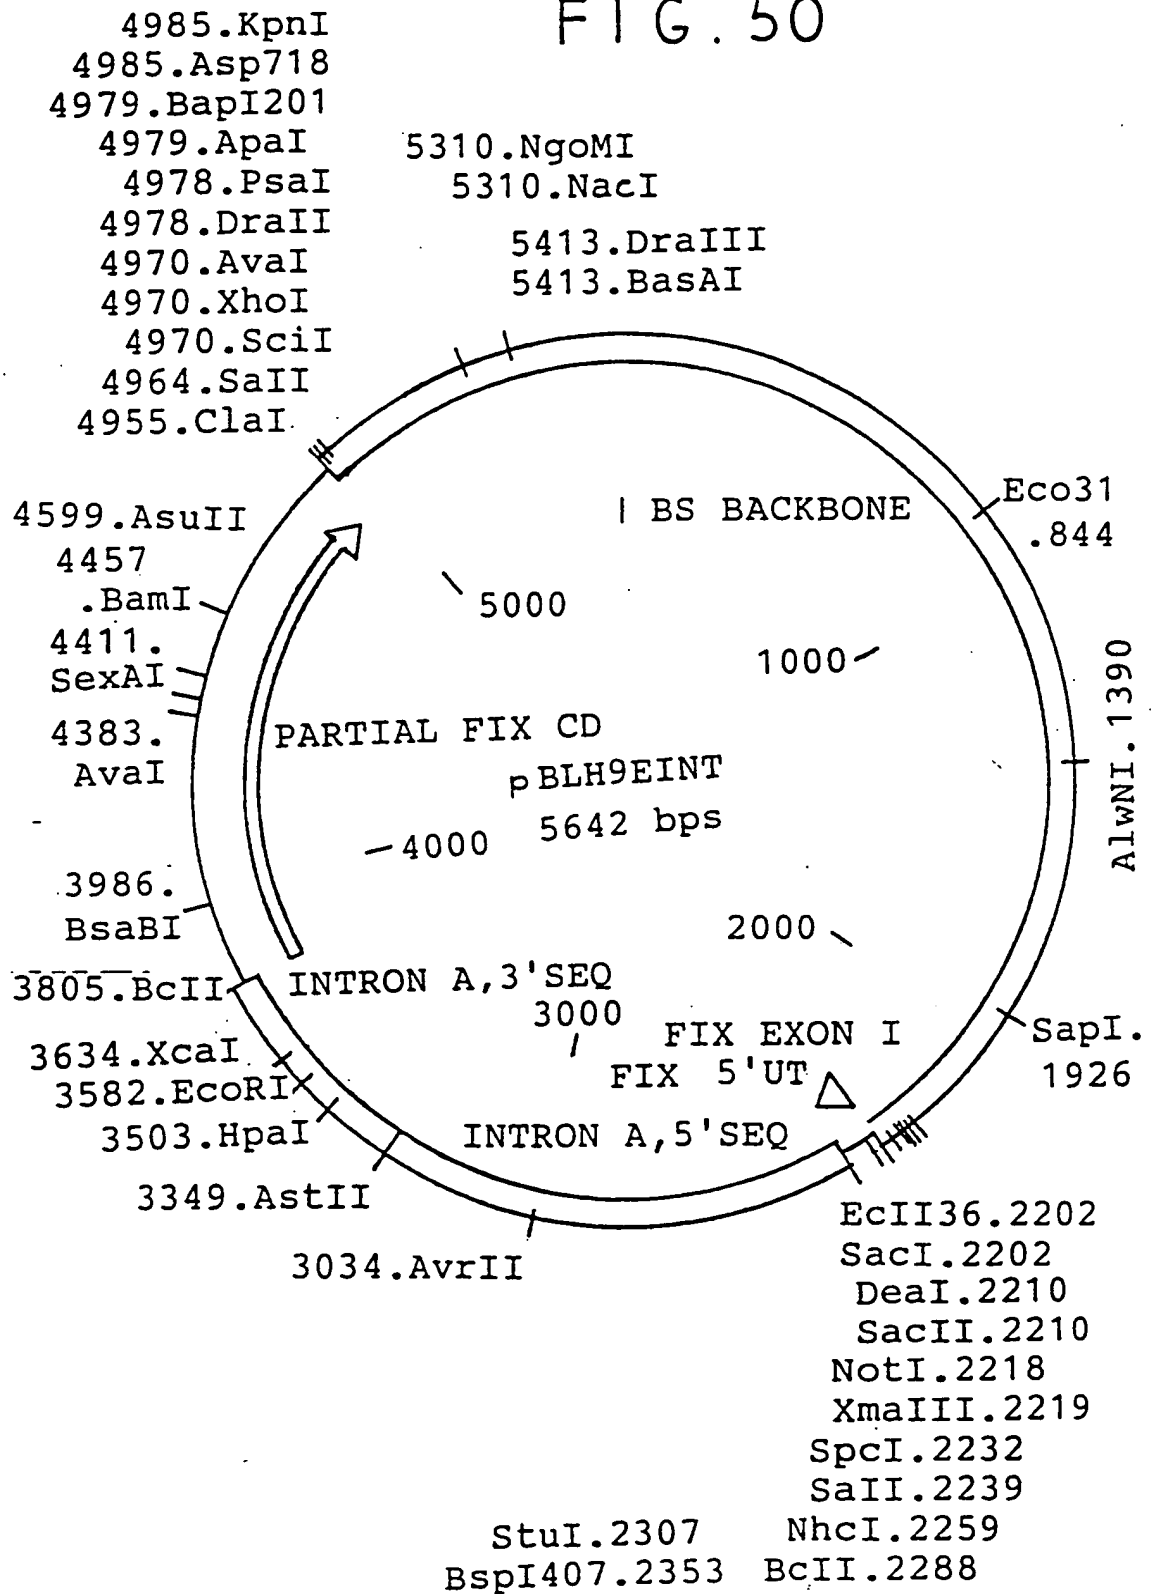 FIG. 50
4985.KpnI
4985.Asp718
4979.BapI201
4979.ApaI
4978.PsaI
4978.DraII
4970.AvaI
4970.XhoI
4970.SciI
4964.SaII
4955.ClaI
5310.NgoMI
5310.NacI
5413.DraIII
5413.BasAI
4599.AsuII
4457
.BamI
4411.
SexAI
4383.
AvaI
3986.
BsaBI
3805.BcII
3634.XcaI
3582.EcoRI
3503.HpaI
3349.AstII
3034.AvrII
I BS BACKBONE
Eco31
.844
5000
1000
AlwNI.1390
PARTIAL FIX CD
pBLH9EINT
5642 bps
4000
2000
INTRON A,3'SEQ
3000
FIX EXON I
FIX 5'UT
INTRON A,5'SEQ
SapI.
1926
EcII36.2202
SacI.2202
DeaI.2210
SacII.2210
NotI.2218
XmaIII.2219
SpcI.2232
SaII.2239
NhcI.2259
BcII.2288
StuI.2307
BspI407.2353